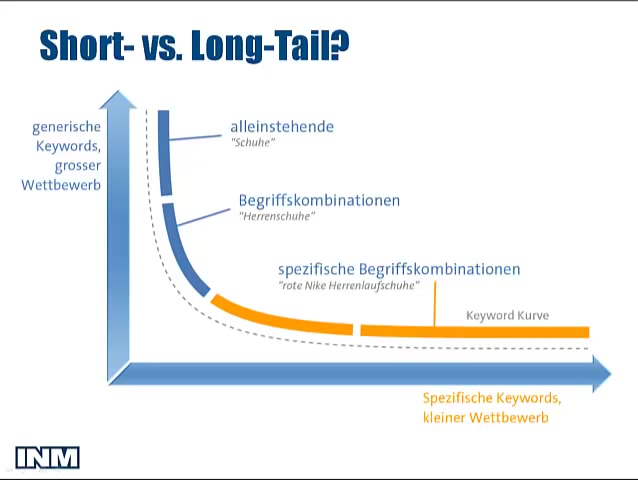 Short- vs. Long-Tail?
generische
Keywords,
grosser
Wettbewerb
alleinstehende
"Schuhe"
Begriffskombinationen
"Herrenschuhe"
spezifische Begriffskombinationen
"rote Nike Herrenlaufschuhe"
Keyword Kurve
Spezifische Keywords,
kleiner Wettbewerb
INM